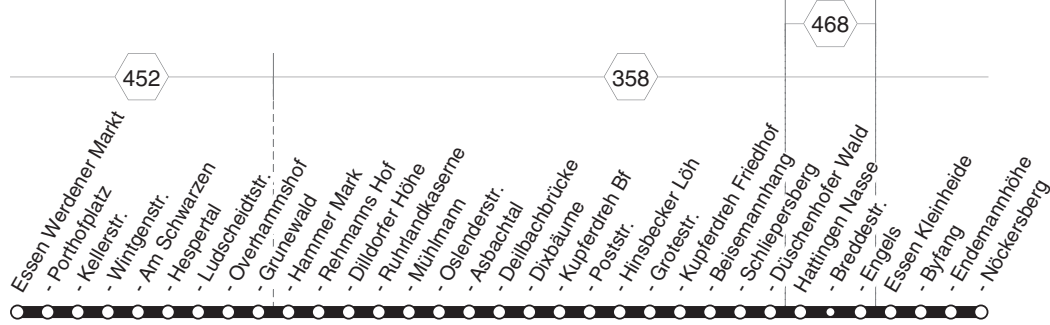 468
452
358
Essen Werdener Markt
- Porthofplatz
- Kellerstr.
- Wintgenstr.
- Am Schwarzen
- Hespertal
- Ludscheidtstr.
- Overhammshof
- Grunewald
- Hammer Mark
- Rehmanns Hof
- Dilldorfer Höhe
- Ruhrlandkaserne
- Mühlmann
- Oslenderstr.
- Asbachtal
- Deilbachbrücke
- Dixbäume
- Kupferdreh Bf
- Poststr.
- Hinsbecker Löh
- Grotestr.
- Kupferdreh Friedhof
- Beisemannhang
- Schliepersberg
- Düschenhofer Wald
Hattingen Nasse
- Breddestr.
- Engels
Essen Kleinheide
- Byfang
- Endemannhöhe
- Nöckersberg